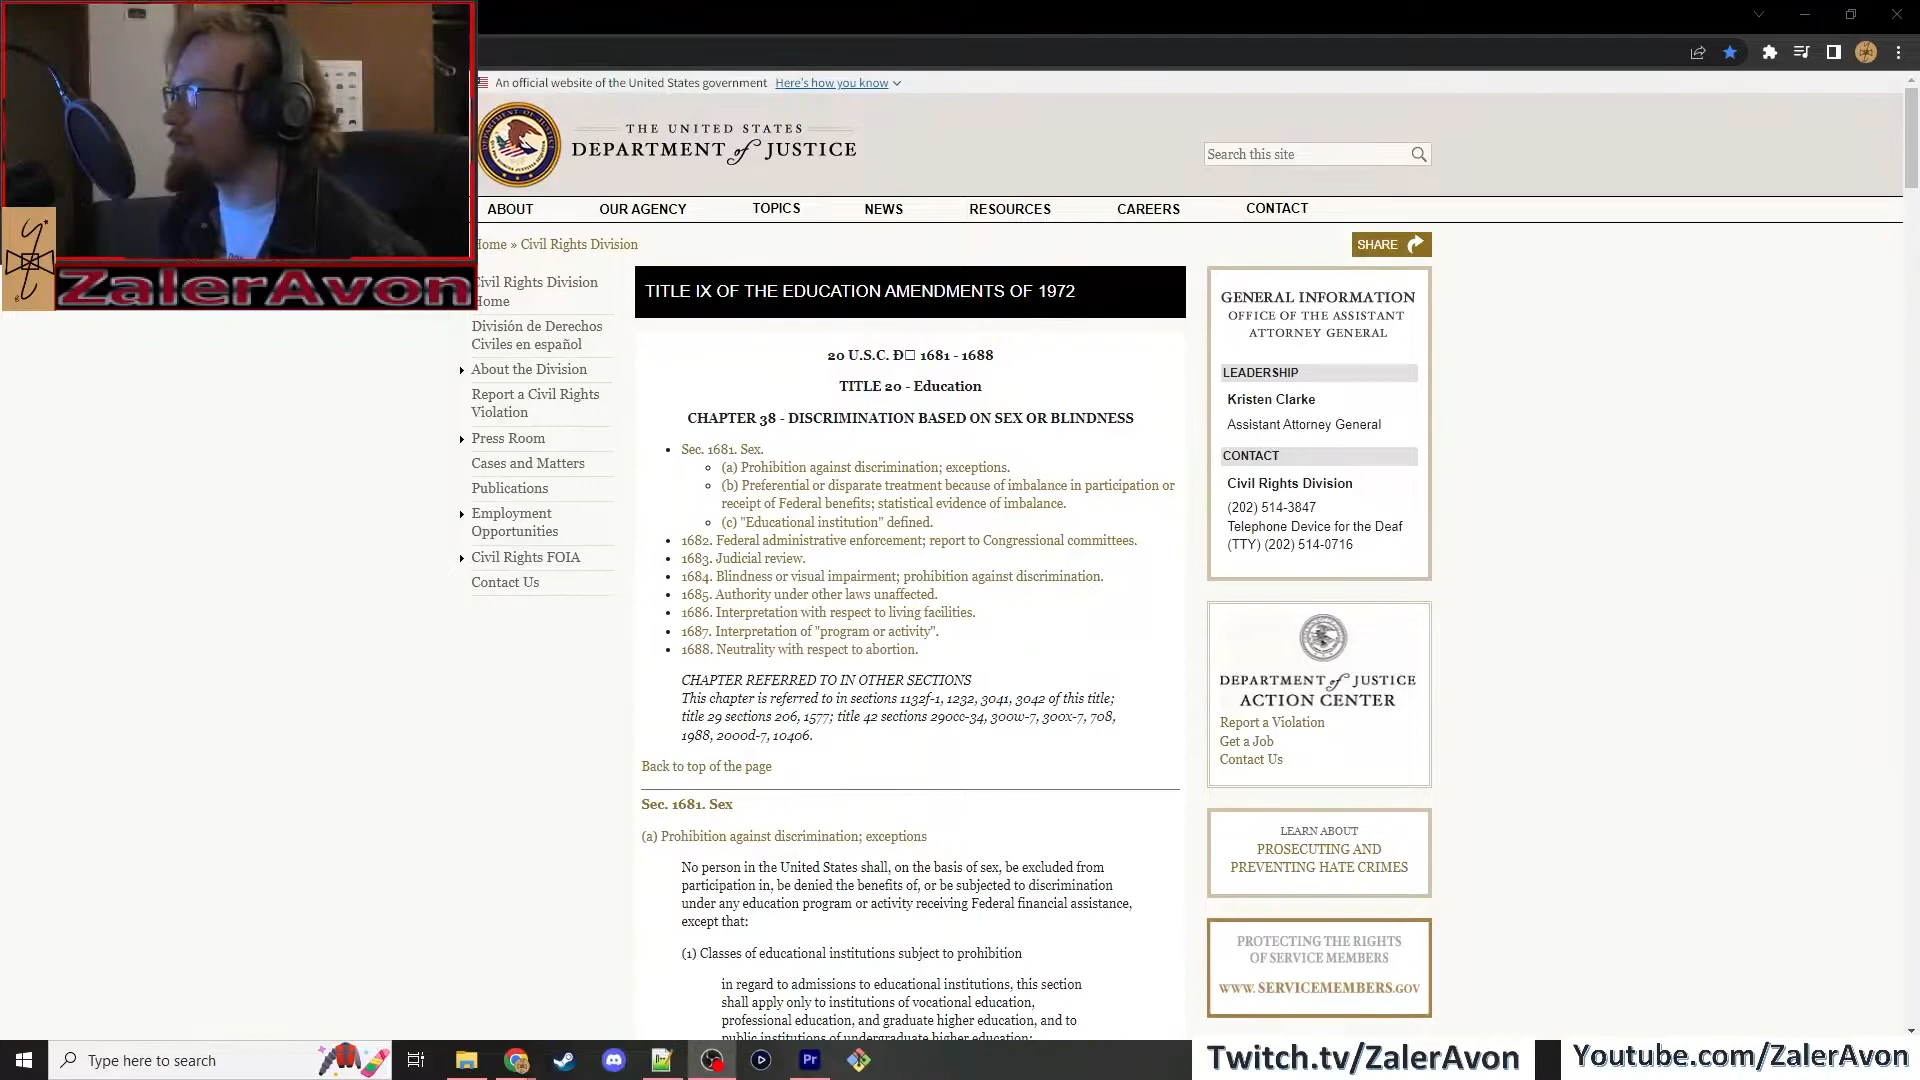 An official website of the United States government Here's how you know
THE UNITED STATES
DEPARTMENT of JUSTICE
Search this site
ABOUT OUR AGENCY TOPICS NEWS RESOURCES CAREERS CONTACT
Home » Civil Rights Division
SHARE
ZalerAvon
Civil Rights Division
Home
División de Derechos
Civiles en español
About the Division
Report a Civil Rights
Violation
Press Room
Cases and Matters
Publications
Employment
Opportunities
Civil Rights FOIA
Contact Us
TITLE IX OF THE EDUCATION AMENDMENTS OF 1972
20 U.S.C. Ð□ 1681 - 1688
TITLE 20 - Education
CHAPTER 38 - DISCRIMINATION BASED ON SEX OR BLINDNESS
Sec. 1681. Sex.
(a) Prohibition against discrimination; exceptions.
(b) Preferential or disparate treatment because of imbalance in participation or
receipt of Federal benefits; statistical evidence of imbalance.
(c) "Educational institution" defined.
1682. Federal administrative enforcement; report to Congressional committees.
1683. Judicial review.
1684. Blindness or visual impairment; prohibition against discrimination.
1685. Authority under other laws unaffected.
1686. Interpretation with respect to living facilities.
1687. Interpretation of "program or activity".
1688. Neutrality with respect to abortion.
CHAPTER REFERRED TO IN OTHER SECTIONS
This chapter is referred to in sections 1132f-1, 1232, 3041, 3042 of this title;
title 29 sections 206, 1577; title 42 sections 290cc-34, 300w-7, 300x-7, 708,
1988, 2000d-7, 10406.
Back to top of the page
Sec. 1681. Sex
(a) Prohibition against discrimination; exceptions
No person in the United States shall, on the basis of sex, be excluded from
participation in, be denied the benefits of, or be subjected to discrimination
under any education program or activity receiving Federal financial assistance,
except that:
(1) Classes of educational institutions subject to prohibition
in regard to admissions to educational institutions, this section
shall apply only to institutions of vocational education,
professional education, and graduate higher education, and to
public institutions of undergraduate higher education;
GENERAL INFORMATION
OFFICE OF THE ASSISTANT
ATTORNEY GENERAL
LEADERSHIP
Kristen Clarke
Assistant Attorney General
CONTACT
Civil Rights Division
(202) 514-3847
Telephone Device for the Deaf
(TTY) (202) 514-0716
DEPARTMENT of JUSTICE
ACTION CENTER
Report a Violation
Get a Job
Contact Us
LEARN ABOUT
PROSECUTING AND
PREVENTING HATE CRIMES
PROTECTING THE RIGHTS
OF SERVICE MEMBERS
WWW.SERVICEMEMBERS.GOV
Type here to search
Pr
Twitch.tv/ZalerAvon
Youtube.com/ZalerAvon